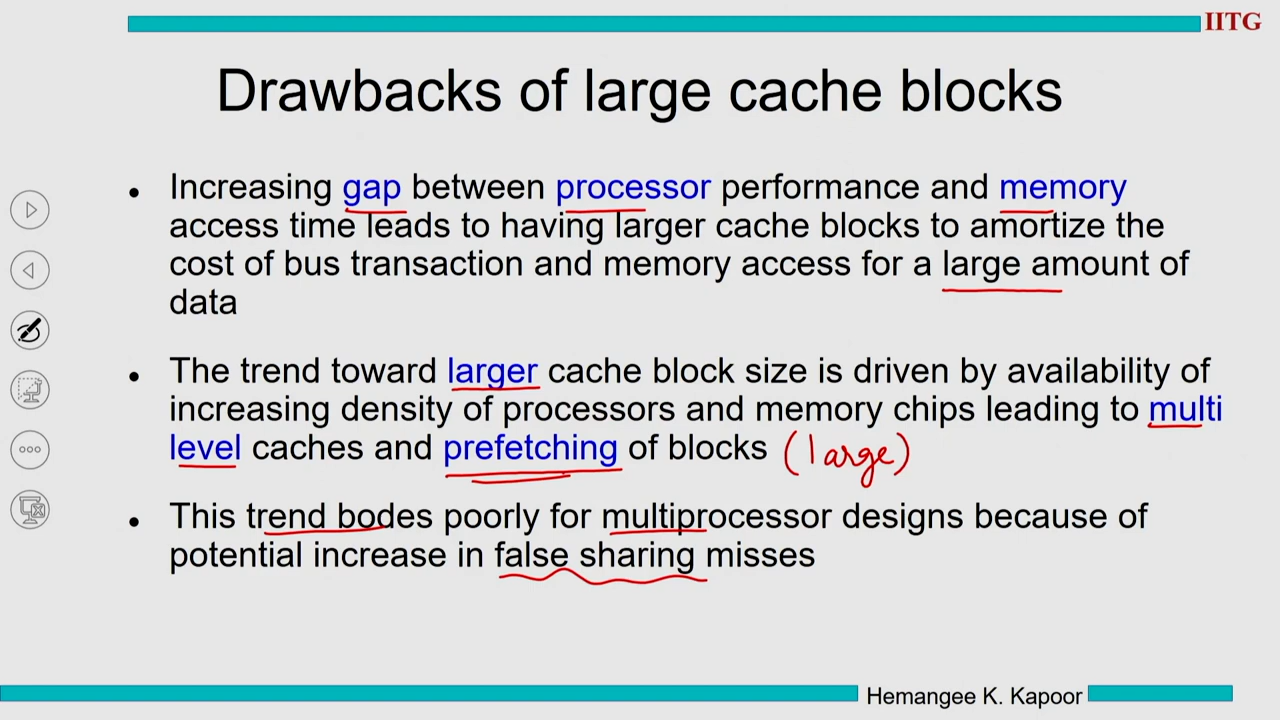 IITG
Drawbacks of large cache blocks
• Increasing gap between processor performance and memory
access time leads to having larger cache blocks to amortize the
cost of bus transaction and memory access for a large amount of
data
• The trend toward larger cache block size is driven by availability of
increasing density of processors and memory chips leading to multi
level caches and prefetching of blocks (large)
• This trend bodes poorly for multiprocessor designs because of
potential increase in false sharing misses
Hemangee K. Kapoor